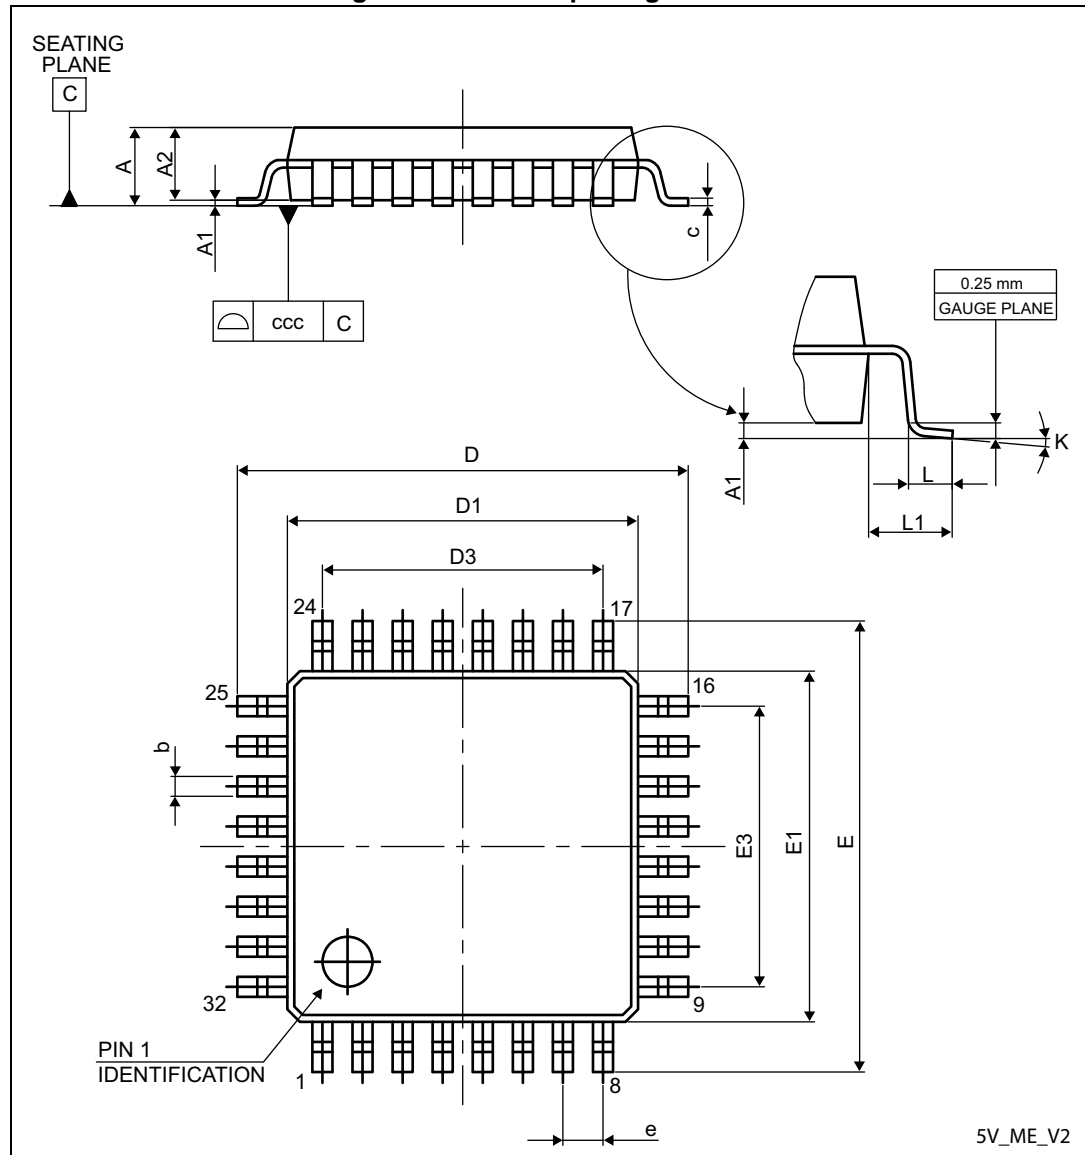 SEATING
PLANE
C
A
A2
A1
c
ccc
C
0.25 mm
GAUGE PLANE
A1
K
L
L1
D
D1
D3
24
17
25
16
b
E3
E1
E
32
9
PIN 1
IDENTIFICATION
1
8
e
5V_ME_V2